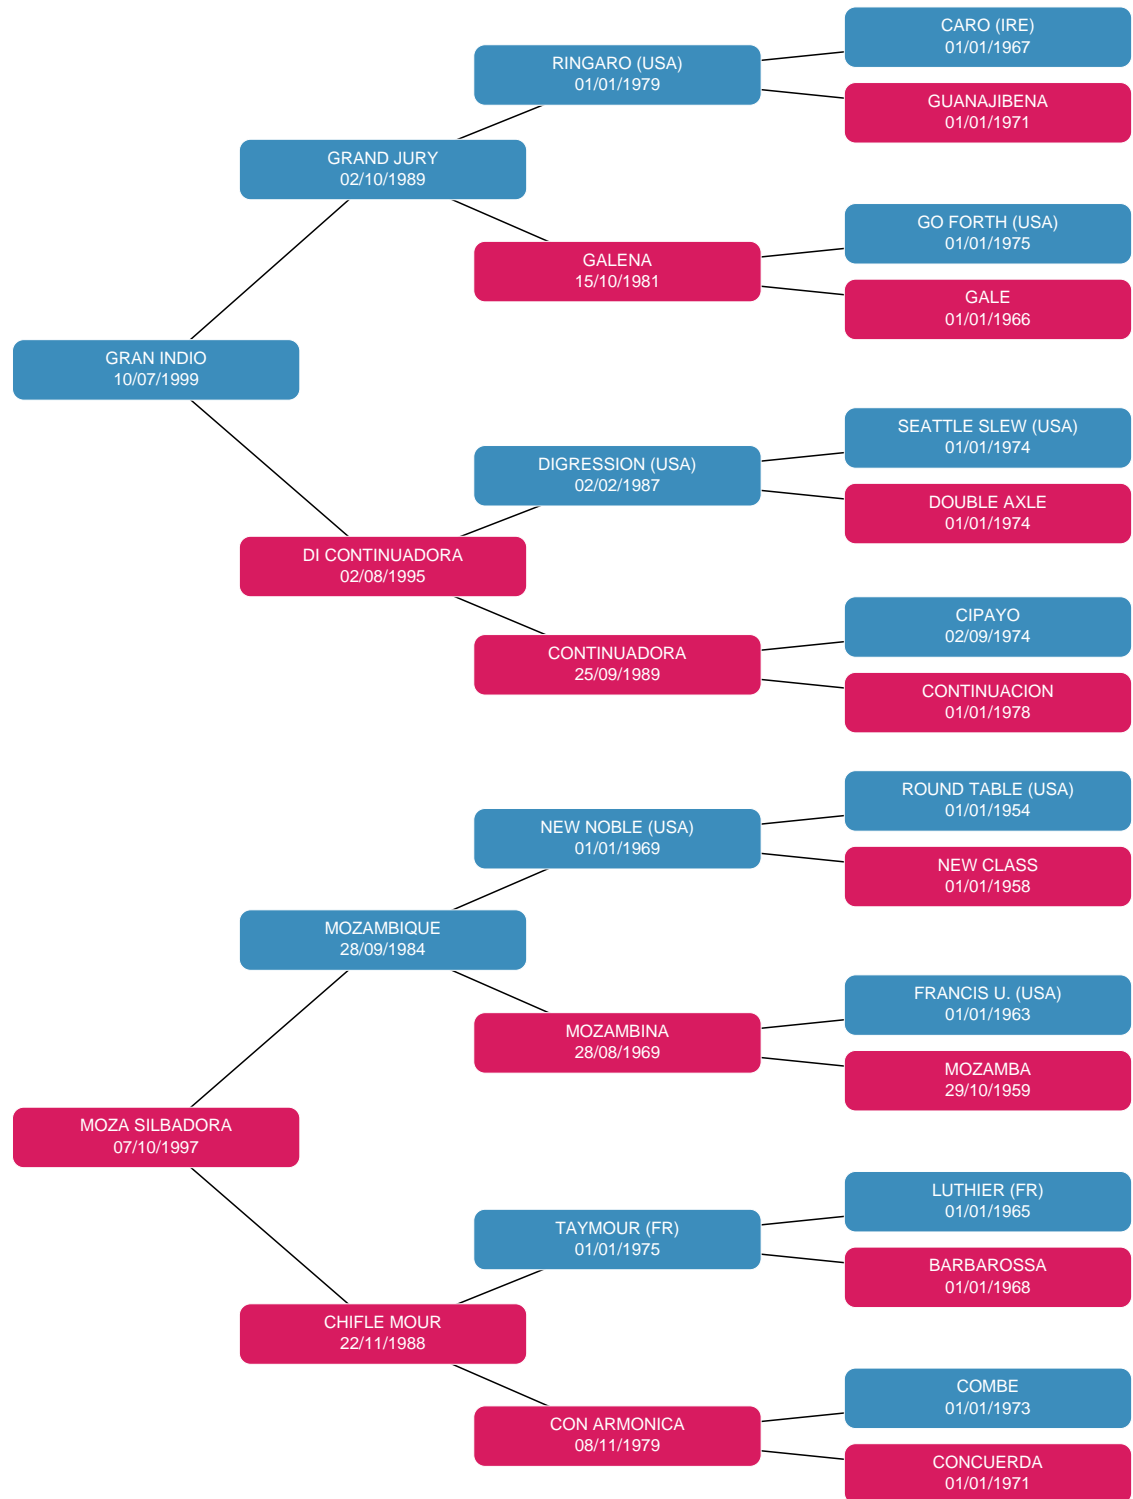 CARO (IRE)
01/01/1967
RINGARO (USA)
01/01/1979
GUANAJIBENA
01/01/1971
GRAND JURY
02/10/1989
GO FORTH (USA)
01/01/1975
GALENA
15/10/1981
GALE
01/01/1966
GRAN INDIO
10/07/1999
SEATTLE SLEW (USA)
01/01/1974
DIGRESSION (USA)
02/02/1987
DOUBLE AXLE
01/01/1974
DI CONTINUADORA
02/08/1995
CIPAYO
02/09/1974
CONTINUADORA
25/09/1989
CONTINUACION
01/01/1978
ROUND TABLE (USA)
01/01/1954
NEW NOBLE (USA)
01/01/1969
NEW CLASS
01/01/1958
MOZAMBIQUE
28/09/1984
FRANCIS U. (USA)
01/01/1963
MOZAMBINA
28/08/1969
MOZAMBA
29/10/1959
MOZA SILBADORA
07/10/1997
LUTHIER (FR)
01/01/1965
TAYMOUR (FR)
01/01/1975
BARBAROSSA
01/01/1968
CHIFLE MOUR
22/11/1988
COMBE
01/01/1973
CON ARMONICA
08/11/1979
CONCUERDA
01/01/1971